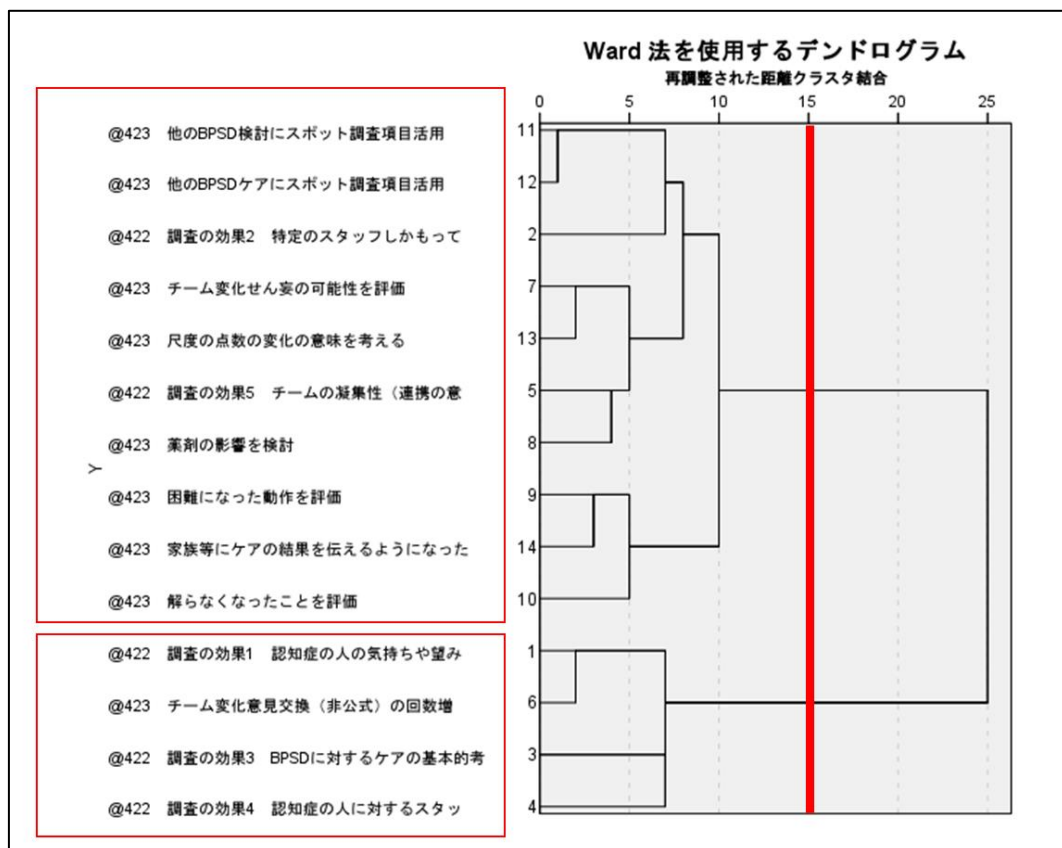 Ward 法を使用するデンドログラム
再調整された距離クラスタ結合
0 5 10 15 20 25
@423 他のBPSD検討にスポット調査項目活用 11
@423 他のBPSDケアにスポット調査項目活用 12
@422 調査の効果2 特定のスタッフしかもって 2
@423 チーム変化せん妄の可能性を評価 7
@423 尺度の点数の変化の意味を考える 13
@422 調査の効果5 チームの凝集性（連携の意 5
@423 薬剤の影響を検討 8
Y
@423 困難になった動作を評価 9
@423 家族等にケアの結果を伝えるようになった 14
@423 解らなくなったことを評価 10
@422 調査の効果1 認知症の人の気持ちや望み 1
@423 チーム変化意見交換（非公式）の回数増 6
@422 調査の効果3 BPSDに対するケアの基本的考 3
@422 調査の効果4 認知症の人に対するスタッ 4